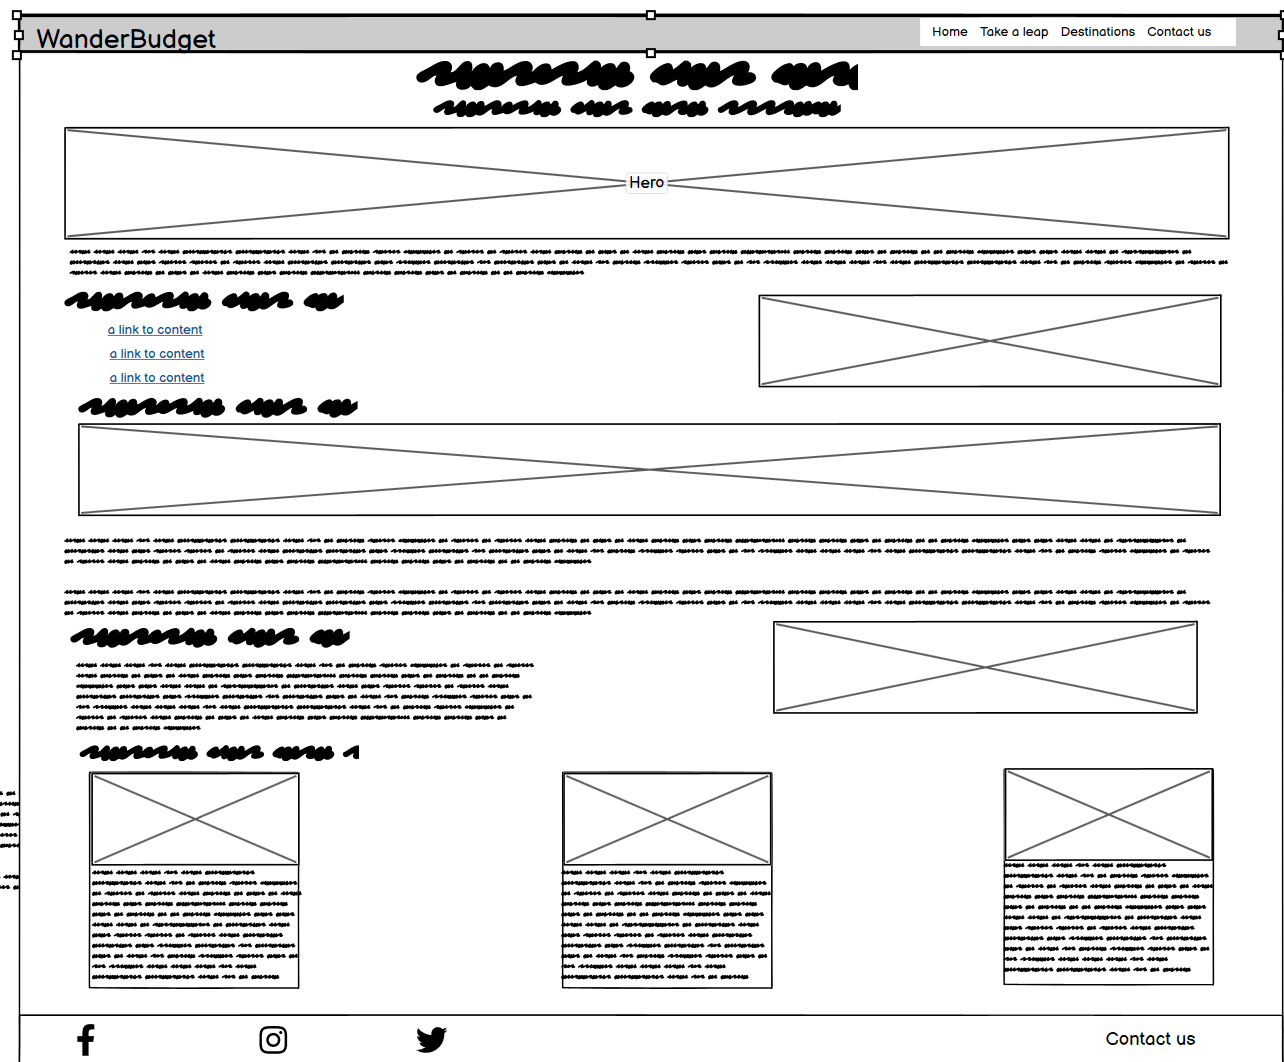 WanderBudget
Home Take a leap Destinations Contact us
Hero
a link to content
a link to content
a link to content
Contact us